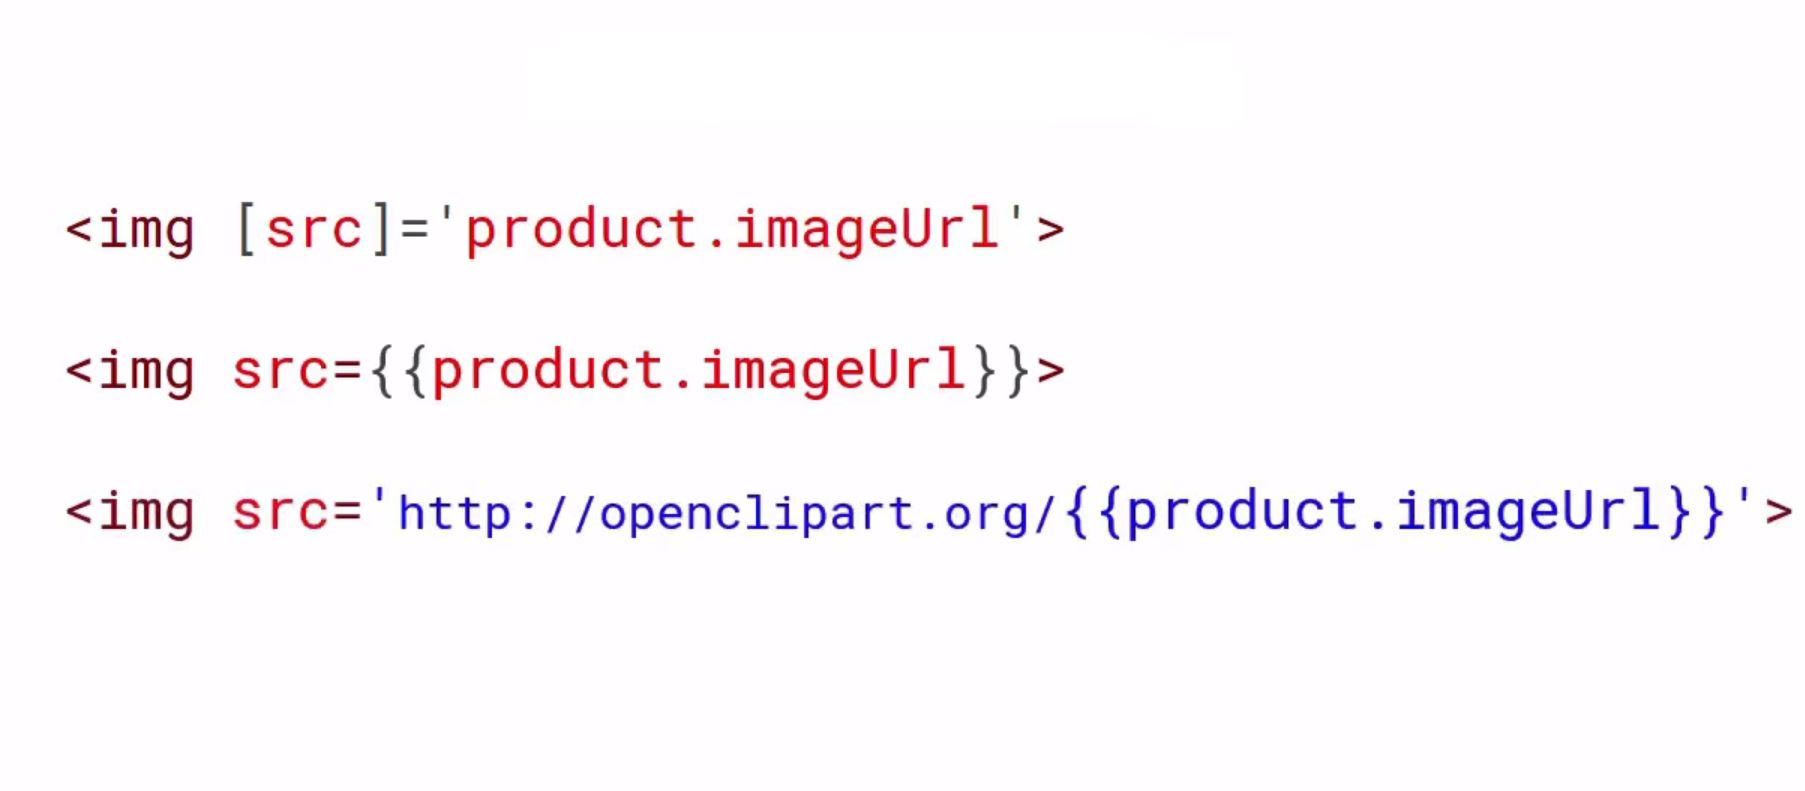 <img [src]='product.imageUrl'>
<img src={{product.imageUrl}}>
<img src='http://openclipart.org/{{product.imageUrl}}'>